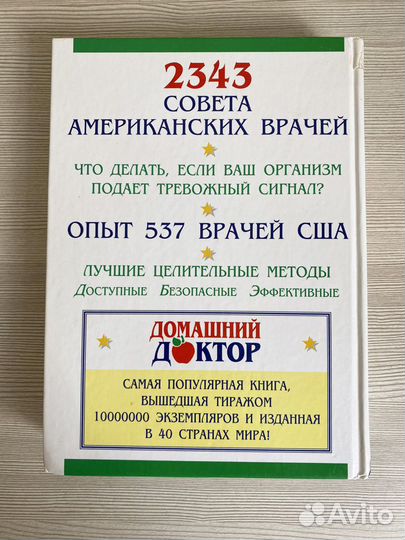 2343
СОВЕТА
АМЕРИКАНСКИХ ВРАЧЕЙ
ЧТО ДЕЛАТЬ, ЕСЛИ ВАШ ОРГАНИЗМ
ПОДАЕТ ТРЕВОЖНЫЙ СИГНАЛ?
ОПЫТ 537 ВРАЧЕЙ США
ЛУЧШИЕ ЦЕЛИТЕЛЬНЫЕ МЕТОДЫ
ДОСТУПНЫЕ БЕЗОПАСНЫЕ ЭФФЕКТИВНЫЕ
ДОМАШНИЙ
ДОКТОР
САМАЯ ПОПУЛЯРНАЯ КНИГА,
ВЫШЕДШАЯ ТИРАЖОМ
10000000 ЭКЗЕМПЛЯРОВ И ИЗДАННАЯ
В 40 СТРАНАХ МИРА!
Avito